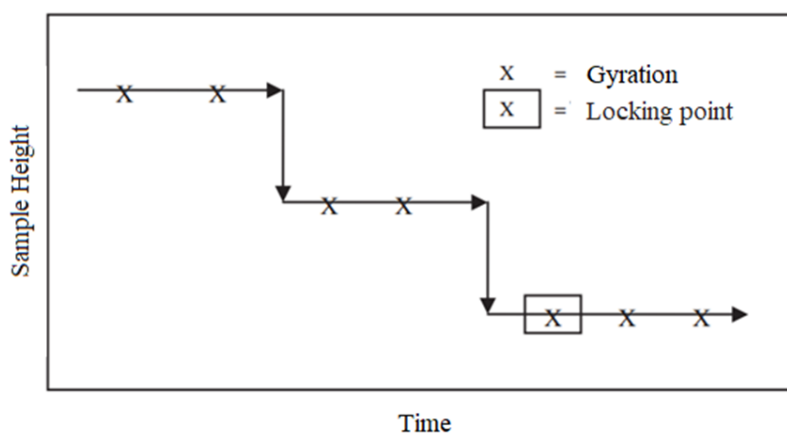 X = Gyration
X = Locking point
X X
X X
X X X
Sample Height
Time